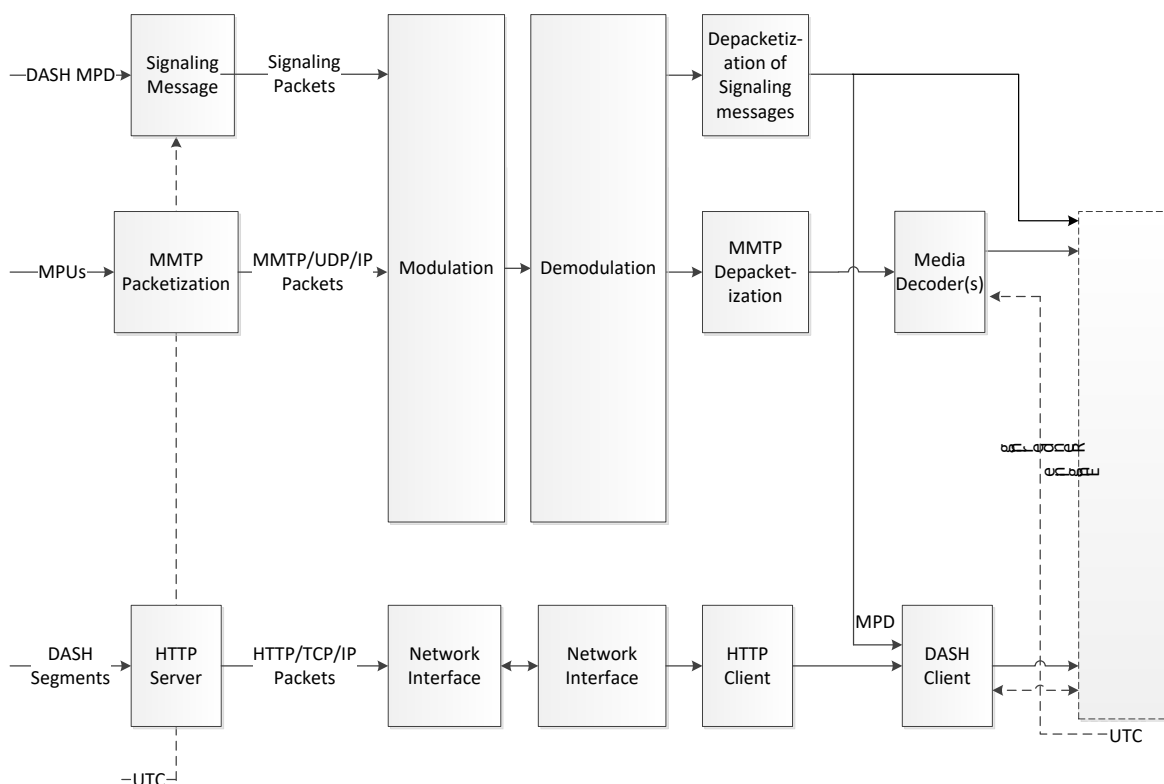 DASH MPD
Signaling
Message
Signaling
Packets
Depacketiz-
ation of
Signaling
messages
MPUs
MMTP
Packetization
MMTP/UDP/IP
Packets
Modulation
Demodulation
MMTP
Depacket-
ization
Media
Decoder(s)
MPD
DASH
Segments
HTTP
Server
HTTP/TCP/IP
Packets
Network
Interface
Network
Interface
HTTP
Client
DASH
Client
UTC
UTC